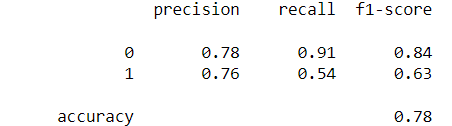 precision recall f1-score
0 0.78 0.91 0.84
1 0.76 0.54 0.63
accuracy 0.78